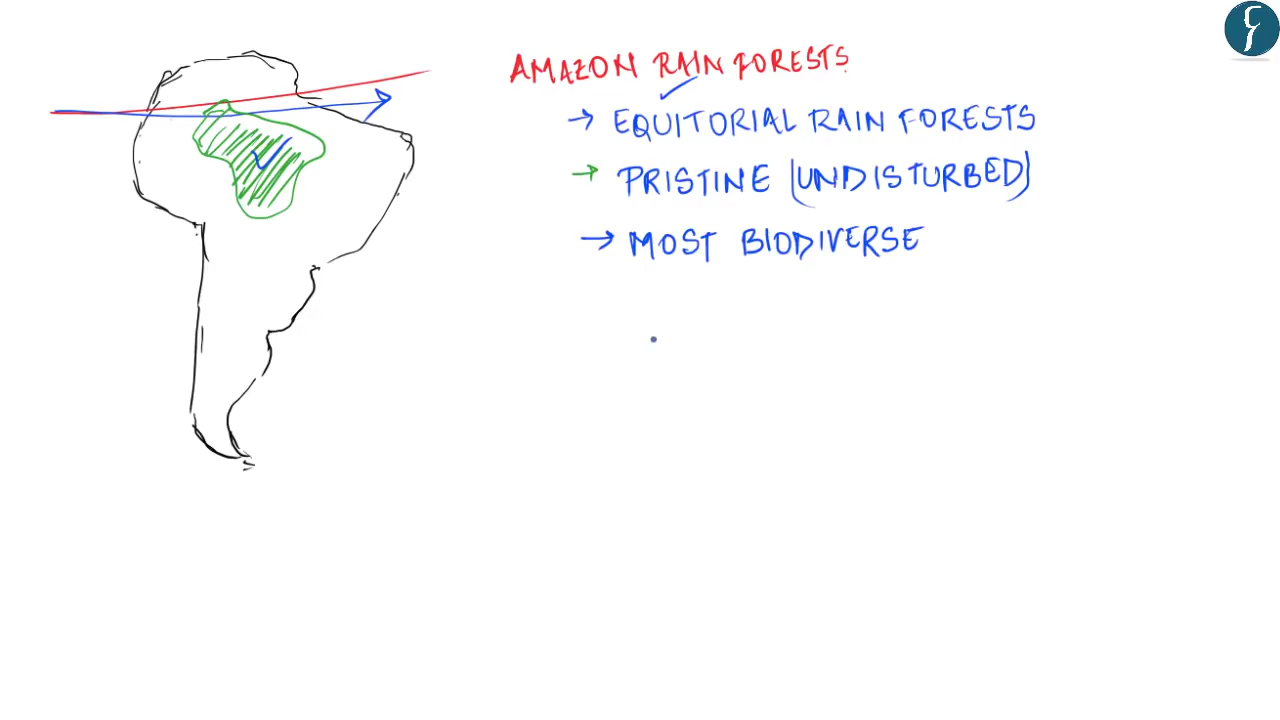 AMAZON RAIN FORESTS
→ EQUITORIAL RAIN FORESTS
→ PRISTINE (UNDISTURBED)
→ MOST BIODIVERSE